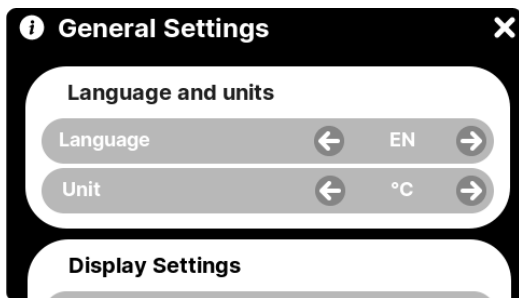 General Settings
Language and units
Language EN
Unit °C
Display Settings